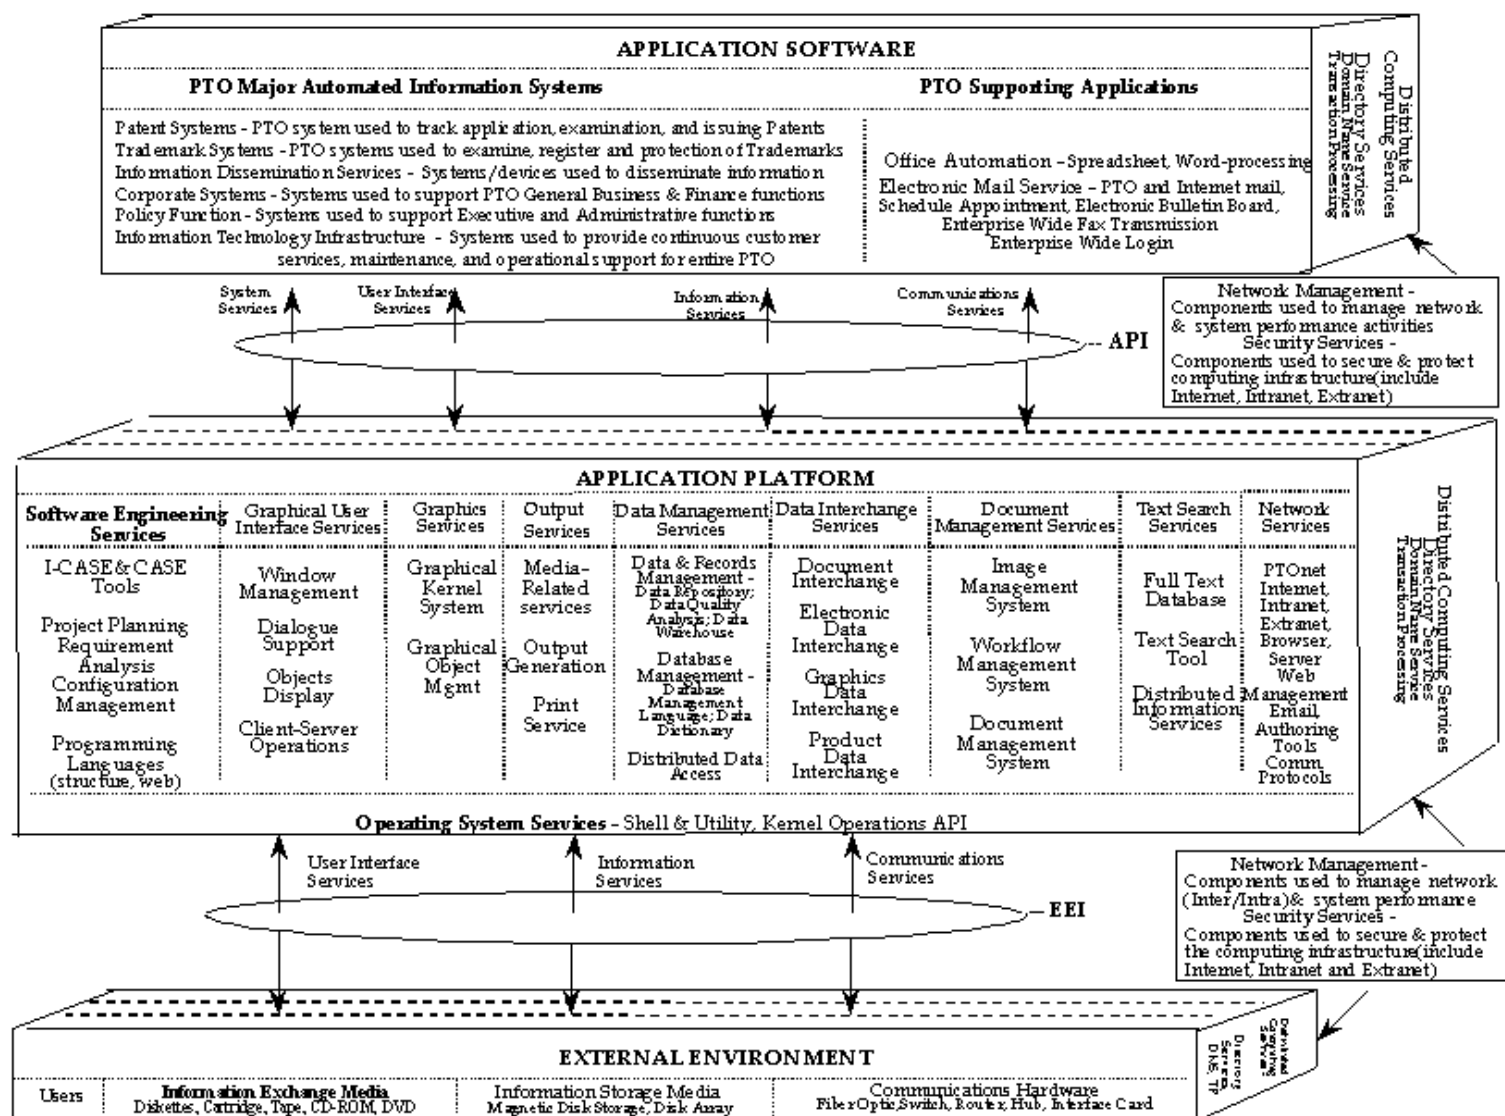 APPLICATION SOFTWARE
PTO Major Automated Information Systems
Patent Systems - PTO system used to track application, examination, and issuing Patents
Trademark Systems - PTO systems used to examine, register and protection of Trademarks
Information Dissemination Services - Systems/devices used to disseminate information
Corporate Systems - Systems used to support PTO General Business & Finance functions
Policy Function - Systems used to support Executive and Administrative functions
Information Technology Infrastructure - Systems used to provide continuous customer
services, maintenance, and operational support for entire PTO
PTO Supporting Applications
Office Automation - Spreadsheet, Word-processing
Electronic Mail Service - PTO and Internet mail,
Schedule Appointment, Electronic Bulletin Board,
Enterprise Wide Fax Transmission
Enterprise Wide Login
Distributed
Computing Services
Directory Services
Domain Name Service
Transaction Processing
System
Services
User Interface
Services
Information
Services
Communications
Services
API
Network Management -
Components used to manage network
& system performance activities
Security Services -
Components used to secure & protect
computing infrastructure(include
Internet, Intranet, Extranet)
APPLICATION PLATFORM
Software Engineering
Services
I-CASE & CASE
Tools
Project Planning
Requirement
Analysis
Configuration
Management
Programming
Languages
(structure, web)
Graphical User
Interface Services
Window
Management
Dialogue
Support
Objects
Display
Client-Server
Operations
Graphics
Services
Graphical
Kernel
System
Graphical
Object
Mgmt
Output
Services
Media-
Related services
Output
Generation
Print
Service
Data Management
Services
Data & Records
Management -
Data Repository;
Data Quality
Analysis; Data
Warehouse
Database
Management -
Database
Management
Language; Data
Dictionary
Distributed Data
Access
Data Interchange
Services
Document
Interchange
Electronic
Data
Interchange
Graphics
Data
Interchange
Product
Data
Interchange
Document
Management Services
Image
Management
System
Workflow
Management
System
Document
Management
System
Text Search
Services
Full Text
Database
Text Search
Tool
Distributed
Information
Services
Network
Services
PTOnet
Internet,
Intranet,
Extranet,
Browser,
Server
Web
Management
Email,
Authoring
Tools
Comm
Protocols
Operating System Services - Shell & Utility, Kernel Operations API
Distributed Computing Services
Directory Services
Domain Name Service
Transaction Processing
User Interface
Services
Information
Services
Communications
Services
EEI
Network Management -
Components used to manage network
(Inter/Intra)& system performance
Security Services -
Components used to secure & protect
the computing infrastructure(include
Internet, Intranet and Extranet)
EXTERNAL ENVIRONMENT
Users
Information Exchange Media
Diskettes, Cartridge, Tape, CD-ROM, DVD
Information Storage Media
Magnetic Disk Storage, Disk Array
Communications Hardware
Fiber Optic, Switch, Router, Hub, Interface Card
Distributed
Computing
Services
Directory
Services
DNS, TP